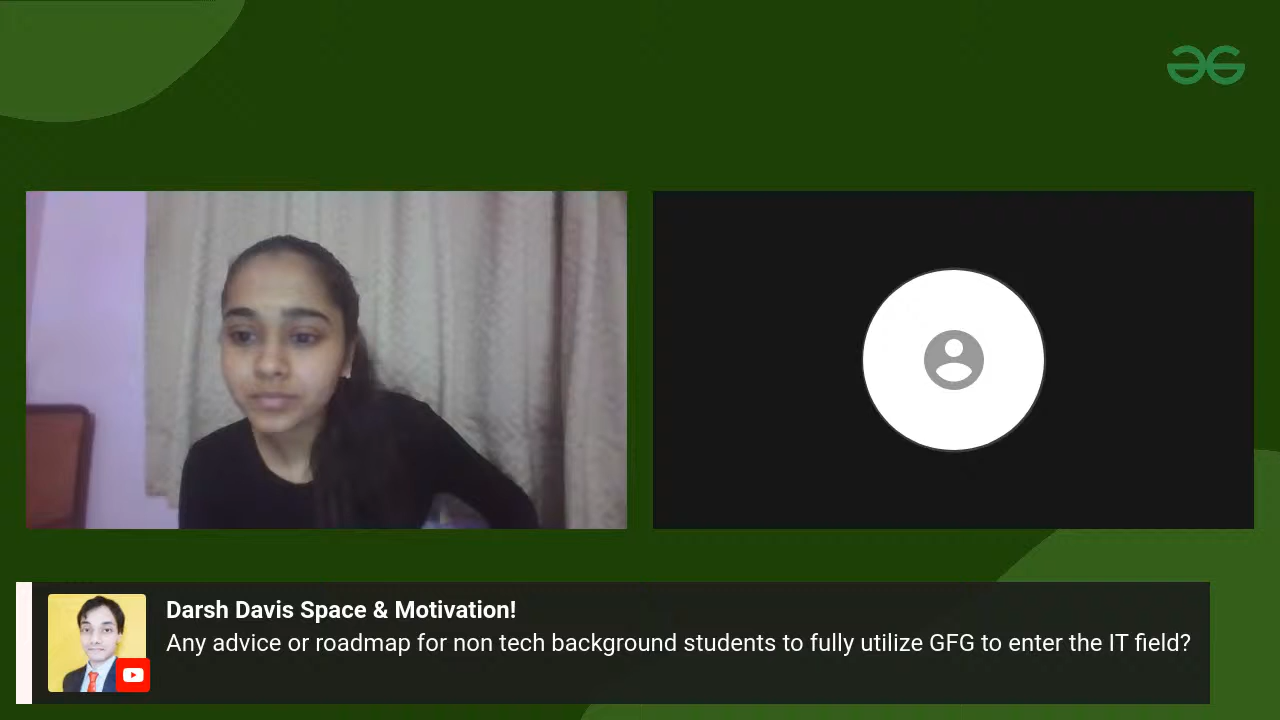 Darsh Davis Space & Motivation!
Any advice or roadmap for non tech background students to fully utilize GFG to enter the IT field?